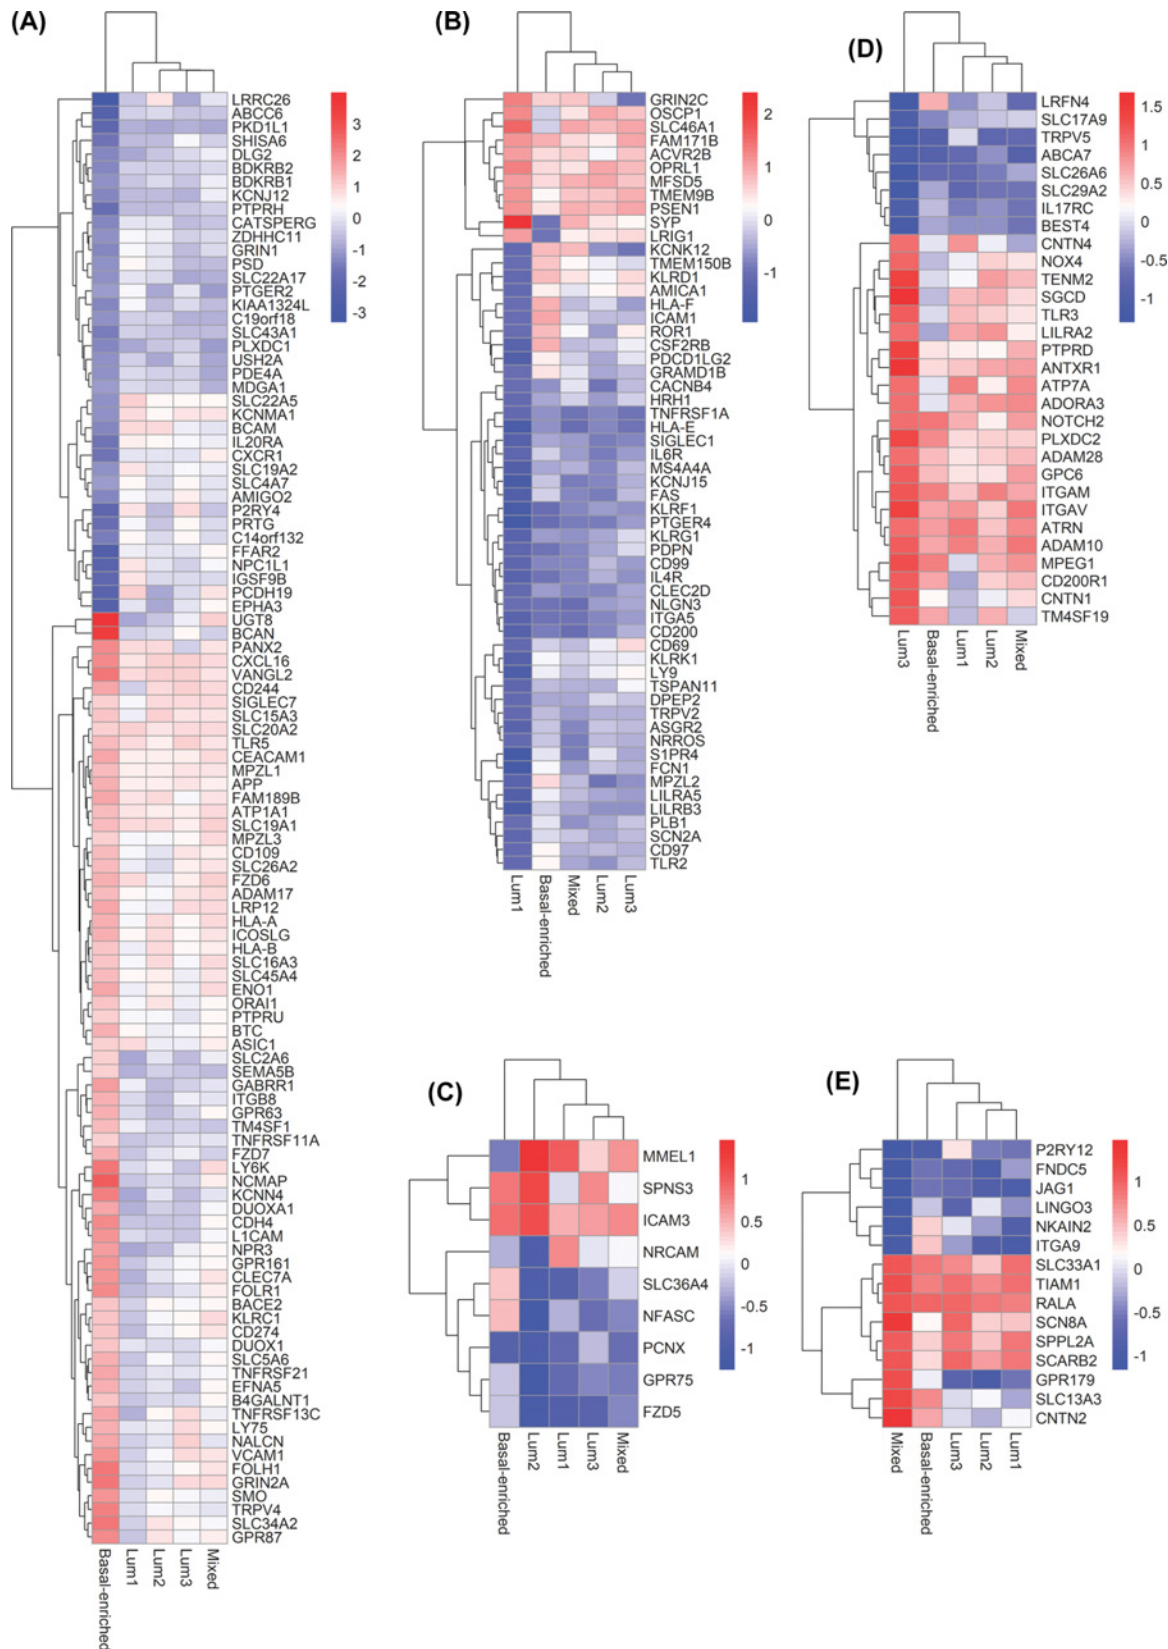 (A)
LRRC26
ABCC6
PKD1L1
SHISA6
DLG2
BDKRB2
BDKRB1
KCNJ12
PTPRH
CATSPERG
ZDHHC11
GRIN1
PSD
SLC22A17
PTGER2
KIAA1324L
C19orf18
SLC43A1
PLXDC1
USH2A
PDE4A
MDGA1
SLC22A5
KCNMA1
BCAM
IL20RA
CXCR1
SLC19A2
SLC4A7
AMIGO2
P2RY4
PRTG
C14orf132
FFAR2
NPC1L1
IGSF9B
PCDH19
EPHA3
UGT8
BCAN
PANX2
CXCL16
VANGL2
CD244
SIGLEC7
SLC15A3
SLC20A2
TLR5
CEACAM1
MPZL1
APP
FAM189B
ATP1A1
SLC19A1
MPZL3
CD109
SLC26A2
FZD6
ADAM17
LRP12
HLA-A
ICOSLG
HLA-B
SLC16A3
SLC45A4
ENO1
ORAI1
PTPRU
BTC
ASIC1
SLC2A6
SEMA5B
GABRR1
ITGB8
GPR63
TM4SF1
TNFRSF11A
FZD7
LY6K
NCMAP
KCNN4
DUOXA1
CDH4
L1CAM
NPR3
GPR161
CLEC7A
FOLR1
BACE2
KLRC1
CD274
DUOX1
SLC5A6
TNFRSF21
EFNA5
B4GALNT1
TNFRSF13C
LY75
NALCN
VCAM1
FOLH1
GRIN2A
SMO
TRPV4
SLC34A2
GPR87
3
2
1
0
-1
-2
-3
Basal-enriched
Lum1
Lum2
Lum3
Mixed
(B)
GRIN2C
OSCP1
SLC46A1
FAM171B
ACVR2B
OPRL1
MFSD5
TMEM9B
PSEN1
SYP
LRIG1
KCNK12
TMEM150B
KLRD1
AMICA1
HLA-F
ICAM1
ROR1
CSF2RB
PDCD1LG2
GRAMD1B
CACNB4
HRH1
TNFRSF1A
HLA-E
SIGLEC1
IL6R
MS4A4A
KCNJ15
FAS
KLRF1
PTGER4
KLRG1
PDPN
CD99
IL4R
CLEC2D
NLGN3
ITGA5
CD200
CD69
KLRK1
LY9
TSPAN11
DPEP2
TRPV2
ASGR2
NRROS
S1PR4
FCN1
MPZL2
LILRA5
LILRB3
PLB1
SCN2A
CD97
TLR2
2
1
0
-1
Lum1
Basal-enriched
Mixed
Lum2
Lum3
(D)
LRFN4
SLC17A9
TRPV5
ABCA7
SLC26A6
SLC29A2
IL17RC
BEST4
CNTN4
NOX4
TENM2
SGCD
TLR3
LILRA2
PTPRD
ANTXR1
ATP7A
ADORA3
NOTCH2
PLXDC2
ADAM28
GPC6
ITGAM
ITGAV
ATRN
ADAM10
MPEG1
CD200R1
CNTN1
TM4SF19
1.5
1
0.5
0
-0.5
-1
Lum3
Basal-enriched
Lum1
Lum2
Mixed
(C)
MMEL1
SPNS3
ICAM3
NRCAM
SLC36A4
NFASC
PCNX
GPR75
FZD5
1
0.5
0
-0.5
-1
Basal-enriched
Lum2
Lum1
Lum3
Mixed
(E)
P2RY12
FNDC5
JAG1
LINGO3
NKAIN2
ITGA9
SLC33A1
TIAM1
RALA
SCN8A
SPPL2A
SCARB2
GPR179
SLC13A3
CNTN2
1
0.5
0
-0.5
-1
Mixed
Basal-enriched
Lum3
Lum2
Lum1